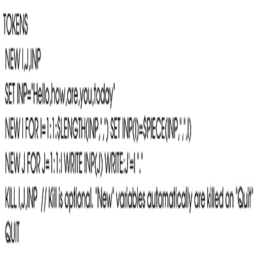 TOKENS
NEW I,J,INP
SET INP="Hello,how,are,you,today"
NEW I FOR I=1:1:$LENGTH(INP,",") SET INP(I)=$PIECE(INP,",",I)
NEW J FOR J=1:1:I WRITE INP(J) WRITE:J'=I "."
KILL I,J,INP // Kill is optional. "New" variables automatically are killed on "Quit"
QUIT